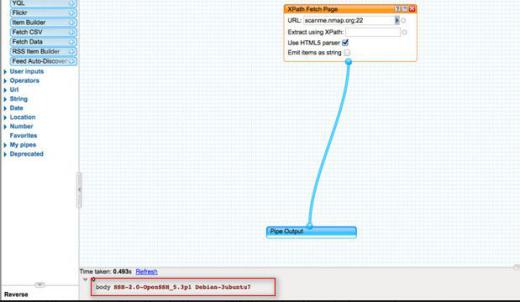 YQL
Flickr
Item Builder
Fetch CSV
Fetch Data
RSS Item Builder
Feed Auto-Discover
User inputs
Operators
Url
String
Date
Location
Number
Favorites
My pipes
Deprecated
XPath Fetch Page
URL: scanme.nmap.org:22
Extract using XPath:
Use HTML5 parser
Emit items as string
Pipe Output
Time taken: 0.493s Refresh
body SSH-2.0-OpenSSH_5.3p1 Debian-3ubuntu7
Reverse